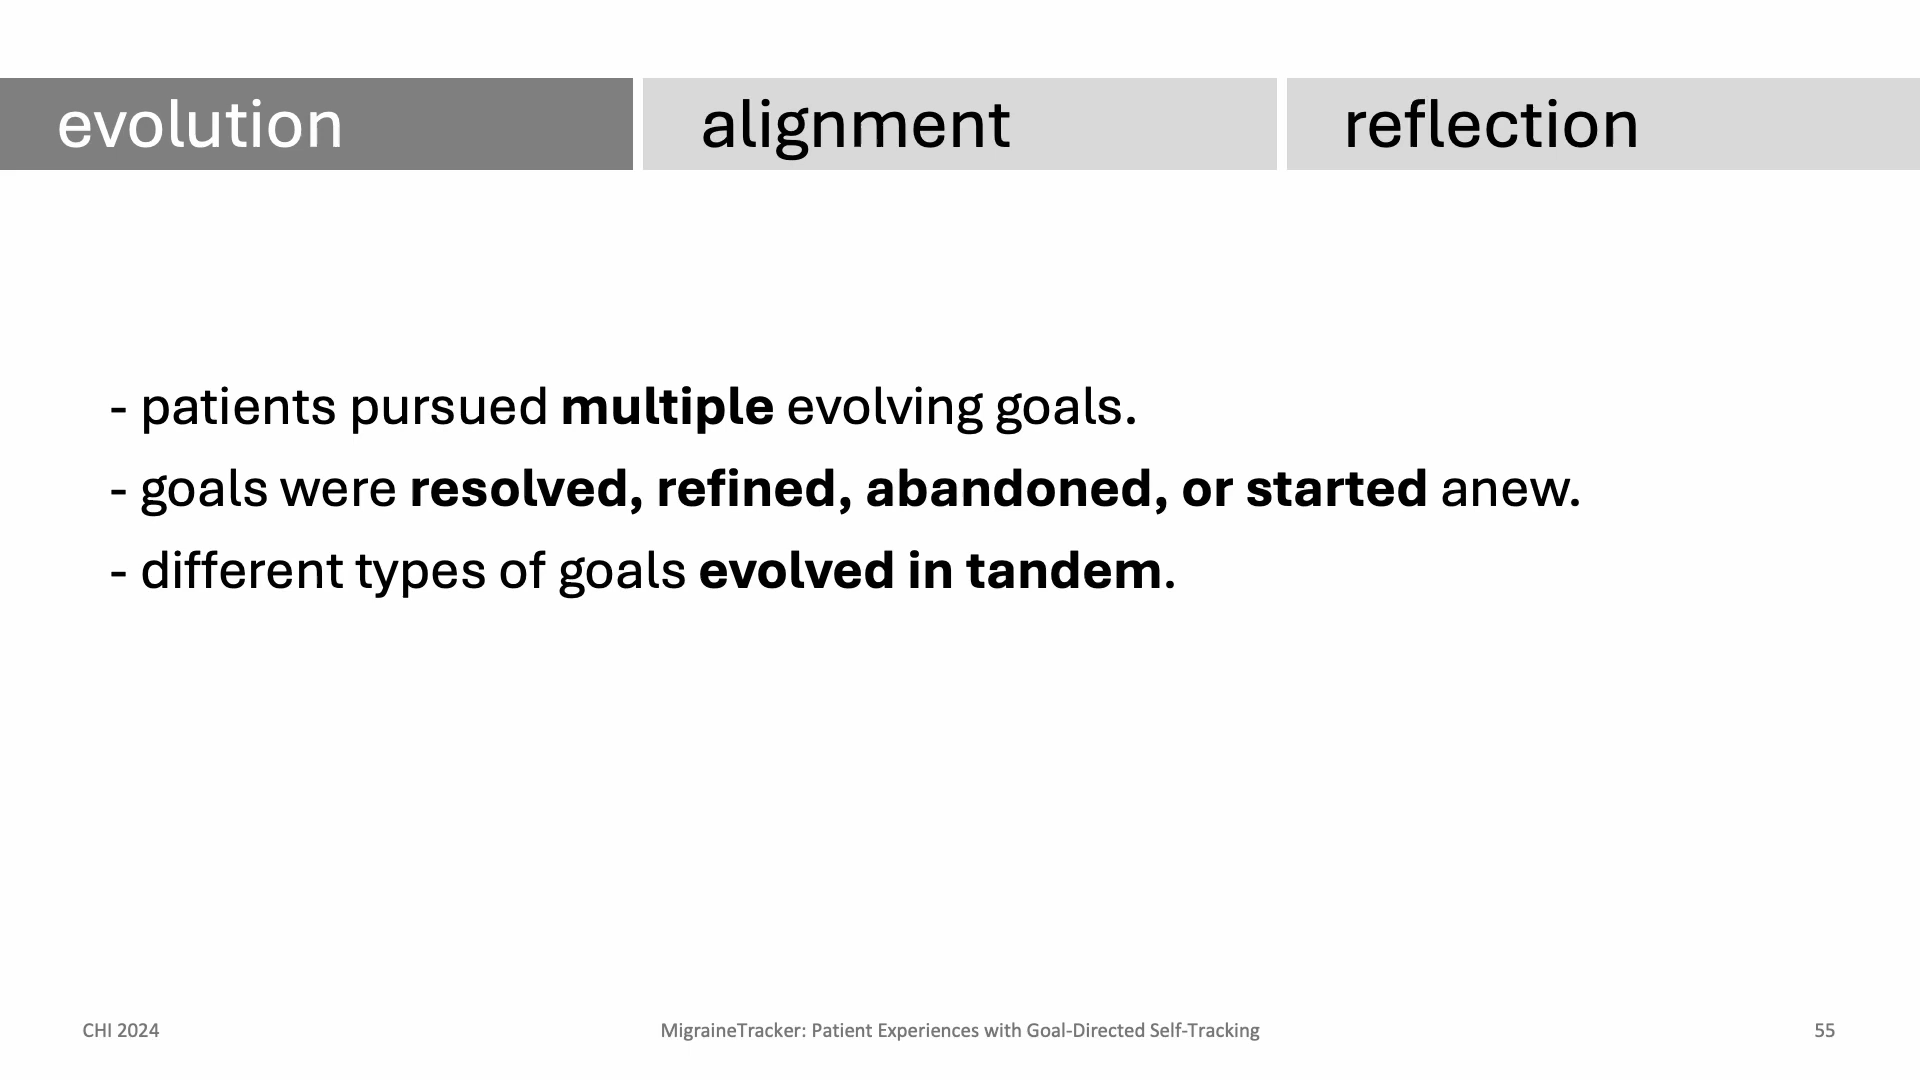 evolution
alignment
reflection
- patients pursued multiple evolving goals.
- goals were resolved, refined, abandoned, or started anew.
- different types of goals evolved in tandem.
CHI 2024
MigraineTracker: Patient Experiences with Goal-Directed Self-Tracking
55